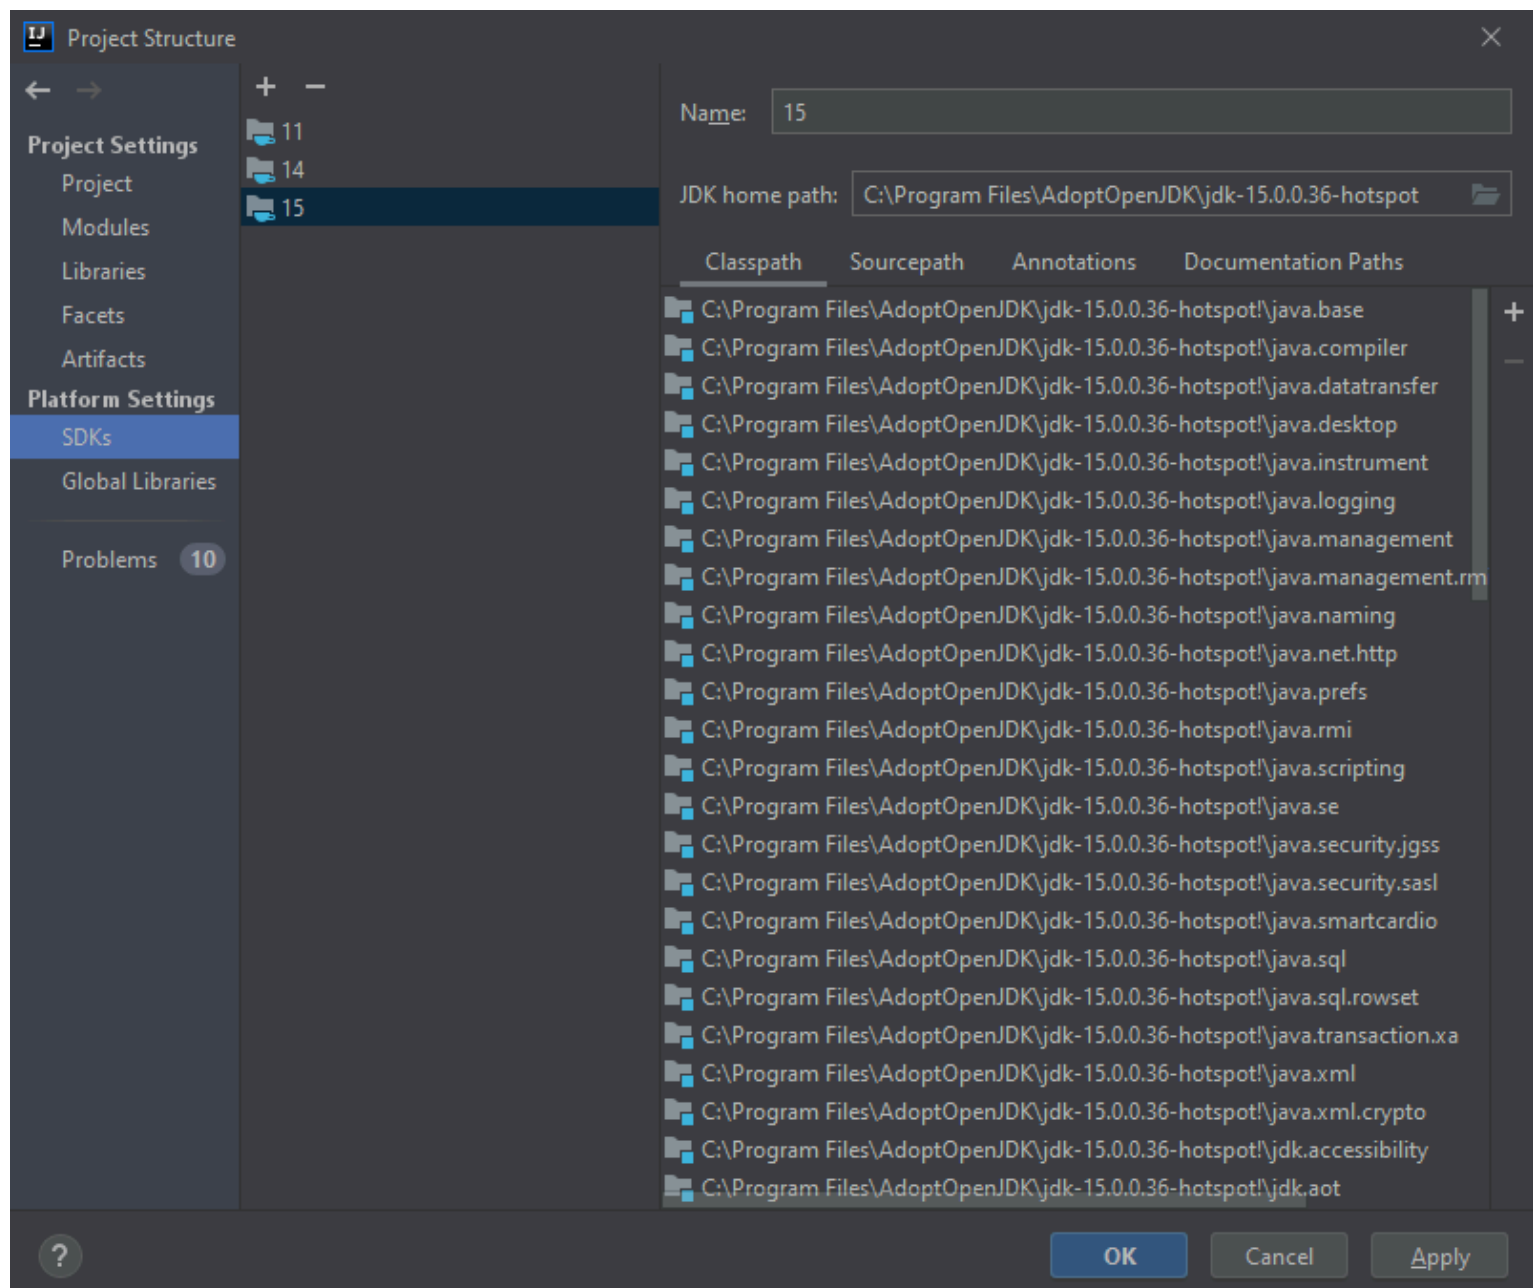 IJ Project Structure
Project Settings
Project
Modules
Libraries
Facets
Artifacts
Platform Settings
SDKs
Global Libraries
Problems 10
11
14
15
Name: 15
JDK home path: C:\Program Files\AdoptOpenJDK\jdk-15.0.0.36-hotspot
Classpath Sourcepath Annotations Documentation Paths
C:\Program Files\AdoptOpenJDK\jdk-15.0.0.36-hotspot!\java.base
C:\Program Files\AdoptOpenJDK\jdk-15.0.0.36-hotspot!\java.compiler
C:\Program Files\AdoptOpenJDK\jdk-15.0.0.36-hotspot!\java.datatransfer
C:\Program Files\AdoptOpenJDK\jdk-15.0.0.36-hotspot!\java.desktop
C:\Program Files\AdoptOpenJDK\jdk-15.0.0.36-hotspot!\java.instrument
C:\Program Files\AdoptOpenJDK\jdk-15.0.0.36-hotspot!\java.logging
C:\Program Files\AdoptOpenJDK\jdk-15.0.0.36-hotspot!\java.management
C:\Program Files\AdoptOpenJDK\jdk-15.0.0.36-hotspot!\java.management.rm
C:\Program Files\AdoptOpenJDK\jdk-15.0.0.36-hotspot!\java.naming
C:\Program Files\AdoptOpenJDK\jdk-15.0.0.36-hotspot!\java.net.http
C:\Program Files\AdoptOpenJDK\jdk-15.0.0.36-hotspot!\java.prefs
C:\Program Files\AdoptOpenJDK\jdk-15.0.0.36-hotspot!\java.rmi
C:\Program Files\AdoptOpenJDK\jdk-15.0.0.36-hotspot!\java.scripting
C:\Program Files\AdoptOpenJDK\jdk-15.0.0.36-hotspot!\java.se
C:\Program Files\AdoptOpenJDK\jdk-15.0.0.36-hotspot!\java.security.jgss
C:\Program Files\AdoptOpenJDK\jdk-15.0.0.36-hotspot!\java.security.sasl
C:\Program Files\AdoptOpenJDK\jdk-15.0.0.36-hotspot!\java.smartcardio
C:\Program Files\AdoptOpenJDK\jdk-15.0.0.36-hotspot!\java.sql
C:\Program Files\AdoptOpenJDK\jdk-15.0.0.36-hotspot!\java.sql.rowset
C:\Program Files\AdoptOpenJDK\jdk-15.0.0.36-hotspot!\java.transaction.xa
C:\Program Files\AdoptOpenJDK\jdk-15.0.0.36-hotspot!\java.xml
C:\Program Files\AdoptOpenJDK\jdk-15.0.0.36-hotspot!\java.xml.crypto
C:\Program Files\AdoptOpenJDK\jdk-15.0.0.36-hotspot!\jdk.accessibility
C:\Program Files\AdoptOpenJDK\jdk-15.0.0.36-hotspot!\jdk.aot
? OK Cancel Apply